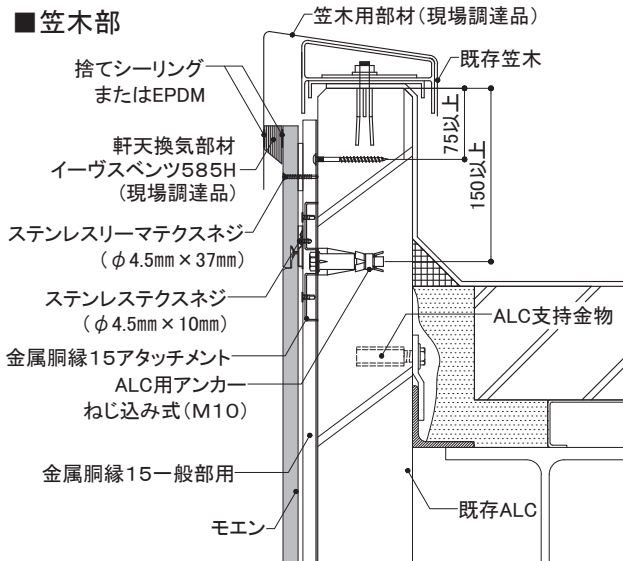 ■笠木部
笠木用部材（現場調達品）
既存笠木
捨てシーリング
またはEPDM
75以上
150以上
軒天換気部材
イーヴスベンツ585H
（現場調達品）
ステンレスリーマテクスネジ
（φ4.5㎜×37㎜）
ステンレステクスネジ
（φ4.5㎜×10㎜）
ALC支持金物
金属胴縁15アタッチメント
ALC用アンカー
ねじ込み式（M10）
金属胴縁15一般部用
モエン
既存ALC